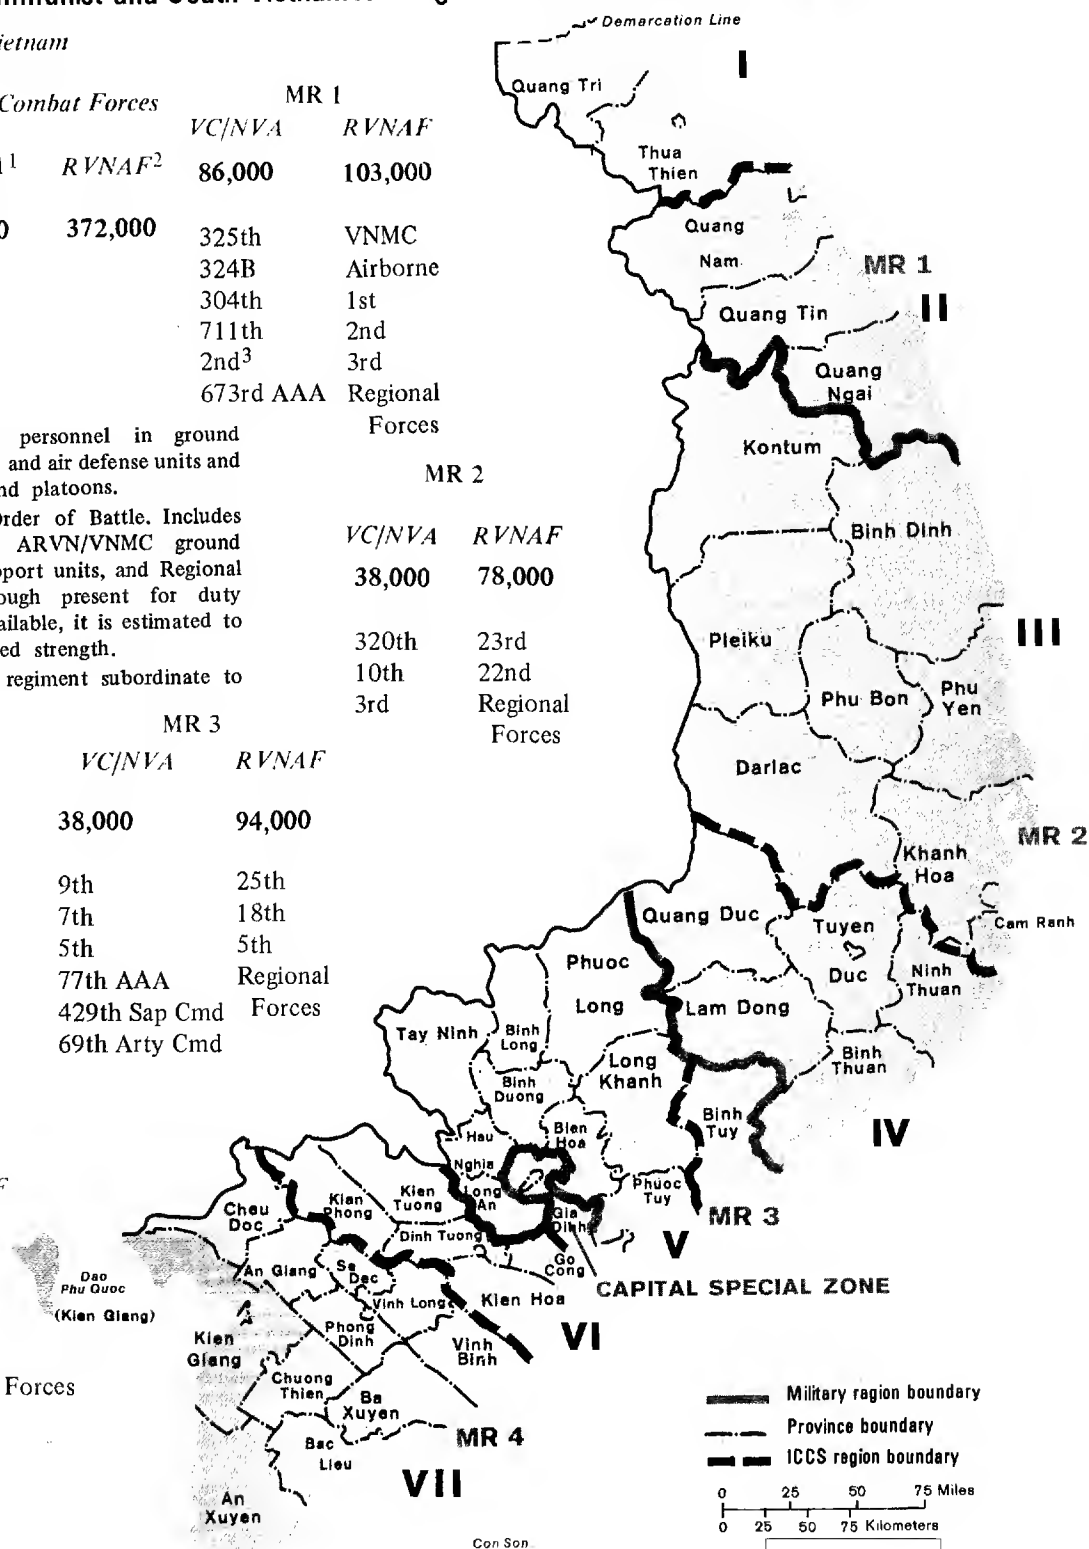 ietnam
Combat Forces
RVNAF2
372,000
MR 1
VC/NVA RVNAF
86,000 103,000
325th VNMC
324B Airborne
304th 1st
711th 2nd
2nd3 3rd
673rd AAA Regional
Forces
personnel in ground
and air defense units and
nd platoons.
Order of Battle. Includes
ARVN/VNMC ground
pport units, and Regional
ough present for duty
ailable, it is estimated to
ed strength.
regiment subordinate to
MR 2
VC/NVA RVNAF
38,000 78,000
320th 23rd
10th 22nd
3rd Regional
Forces
MR 3
VC/NVA RVNAF
38,000 94,000
9th 25th
7th 18th
5th 5th
77th AAA Regional
429th Sap Cmd Forces
69th Arty Cmd
Forces
Demarcation Line
I
Quang Tri
Thua
Thien
Quang
Nam
MR 1
Quang Tin
II
Quang
Ngai
Kontum
Binh Dinh
Pleiku
III
Phu Bon
Phu
Yen
Darlac
MR 2
Khanh
Hoa
Cam Ranh
Quang Duc
Tuyen
Duc
Ninh
Thuan
Phuoc
Long
Lam Dong
Tay Ninh
Binh
Long
Long
Khanh
Binh
Thuan
Binh
Duong
Binh
Tuy
IV
Hau
Nghia
Bien
Hoa
Phuoc
Tuy
MR 3
Long
An
Gia
Dinh
V
Kien
Tuong
Kien
Phong
Chau
Doc
Dinh Tuong
Go
Cong
CAPITAL SPECIAL ZONE
An Giang
Sa
Dec
Dao
Phu Quoc
(Kien Giang)
Vinh Long
Kien Hoa
VI
Phong
Dinh
Vinh
Binh
Kien
Giang
Chuong
Thien
Ba
Xuyen
MR 4
Bac
Lieu
VII
An
Xuyen
Con Son
Military region boundary
Province boundary
ICCS region boundary
0 25 50 75 Miles
0 25 50 75 Kilometers